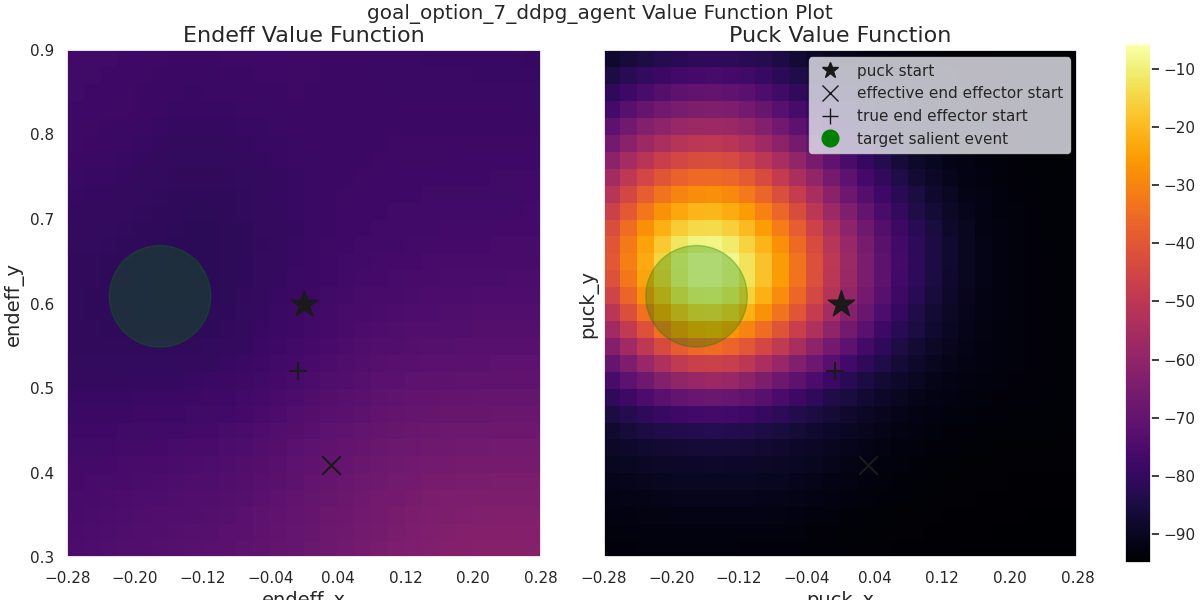 goal_option_7_ddpg_agent Value Function Plot
Endeff Value Function
Puck Value Function
0.9
0.8
0.7
0.6
0.5
0.4
0.3
endeff_y
−0.28 −0.20 −0.12 −0.04 0.04 0.12 0.20 0.28
endeff_x
puck_y
puck start
effective end effector start
true end effector start
target salient event
−0.28 −0.20 −0.12 −0.04 0.04 0.12 0.20 0.28
puck_x
−10
−20
−30
−40
−50
−60
−70
−80
−90